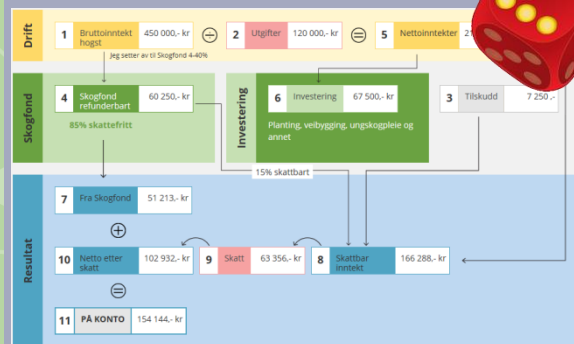 Drift
1 Bruttoinntekt hogst 450 000,- kr
2 Utgifter 120 000,- kr
5 Nettoinntekter
Jeg setter av til Skogfond 4-40%
Skogfond
4 Skogfond refunderbart 60 250,- kr
85% skattefritt
Investering
6 Investering 67 500,- kr
Planting, veibygging, ungskogpleie og
annet
3 Tilskudd 7 250 ,-
15% skattbart
Resultat
7 Fra Skogfond 51 213,- kr
10 Netto etter skatt 102 932,- kr
9 Skatt 63 356,- kr
8 Skattbar inntekt 166 288,- kr
11 PÅ KONTO 154 144,- kr